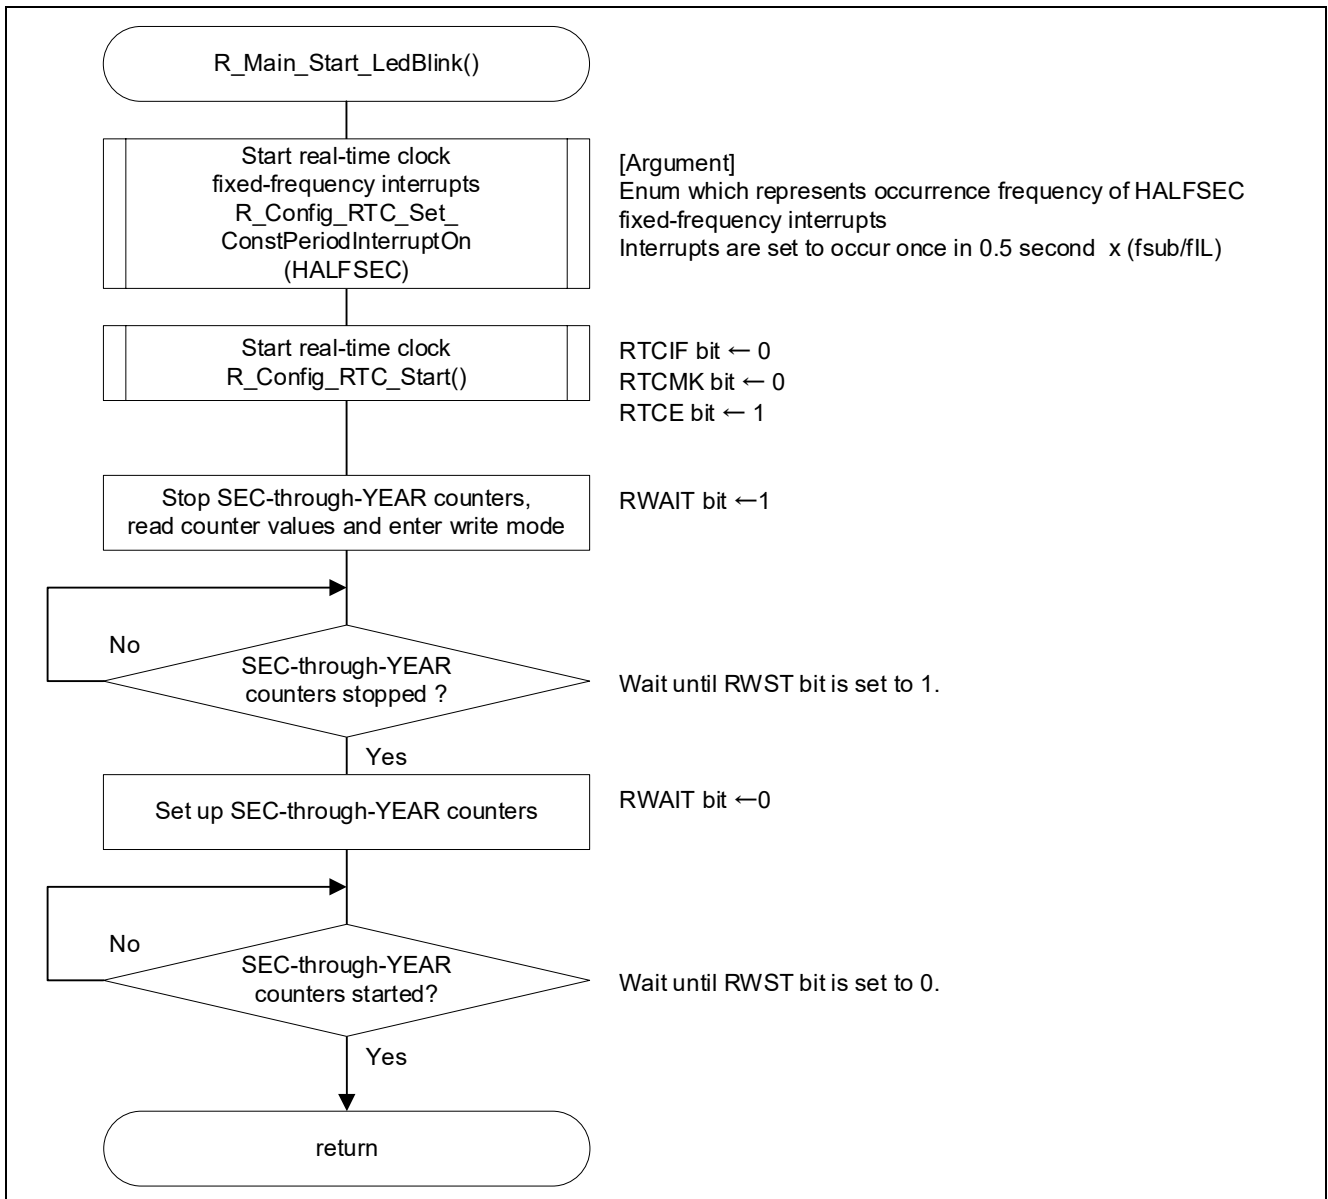 R_Main_Start_LedBlink()
Start real-time clock
fixed-frequency interrupts
R_Config_RTC_Set_
ConstPeriodInterruptOn
(HALFSEC)
[Argument]
Enum which represents occurrence frequency of HALFSEC
fixed-frequency interrupts
Interrupts are set to occur once in 0.5 second x (fsub/fIL)
Start real-time clock
R_Config_RTC_Start()
RTCIF bit ← 0
RTCMK bit ← 0
RTCE bit ← 1
Stop SEC-through-YEAR counters,
read counter values and enter write mode
RWAIT bit ←1
No
SEC-through-YEAR
counters stopped ?
Wait until RWST bit is set to 1.
Yes
Set up SEC-through-YEAR counters
RWAIT bit ←0
No
SEC-through-YEAR
counters started?
Wait until RWST bit is set to 0.
Yes
return